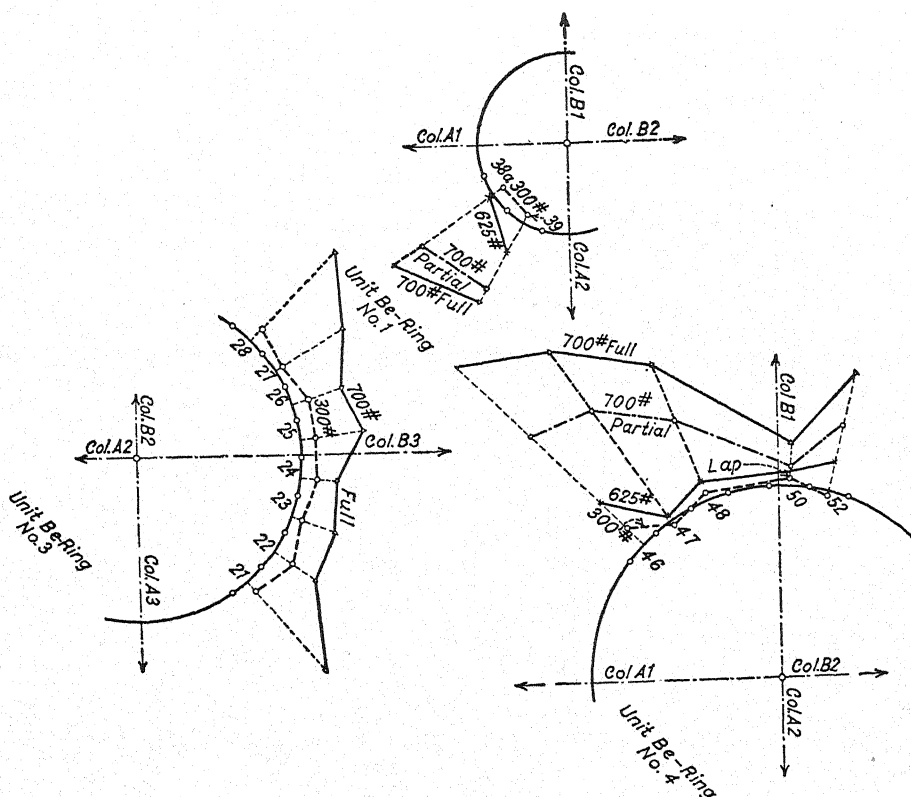 Col.B1
Col.A1
Col.B2
38a
300#
39
625#
Col.A2
700#
Partial
700#Full
Unit Be-Ring
No.1
28
27
26
25
24
23
22
21
300#
700#
Full
Col.B2
Col.A2
Col.B3
Col.A3
Unit Be-Ring
No.3
700#Full
Col.B1
700#
Partial
Lap
625#
300#
46
47
48
50
52
Col.A1
Col.B2
Col.A2
Unit Be-Ring
No.4